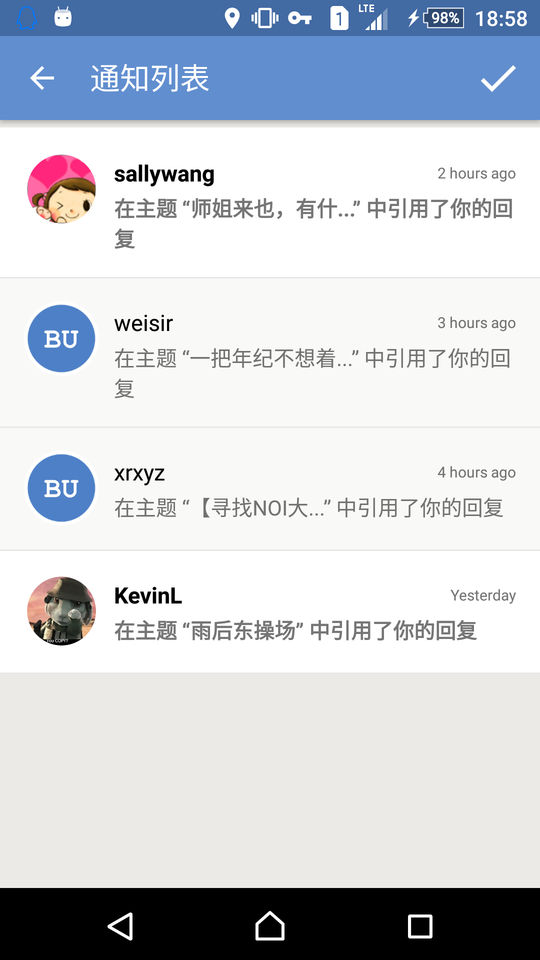 LTE
1
98%
18:58
通知列表
sallywang
2 hours ago
在主题 “师姐来也，有什...” 中引用了你的回
复
BU
weisir
3 hours ago
在主题 “一把年纪不想着...” 中引用了你的回
复
BU
xrxyz
4 hours ago
在主题 “【寻找NOI大...” 中引用了你的回复
KevinL
Yesterday
在主题 “雨后东操场” 中引用了你的回复